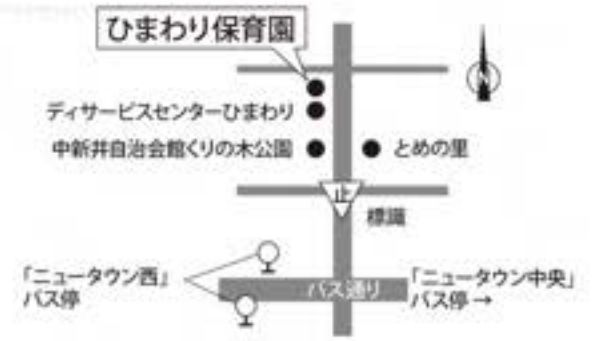 ひまわり保育園
N
ディサービスセンターひまわり
中新井自治会館くりの木公園
とめの里
止
標識
「ニュータウン西」
バス停
バス通り
「ニュータウン中央」
バス停→